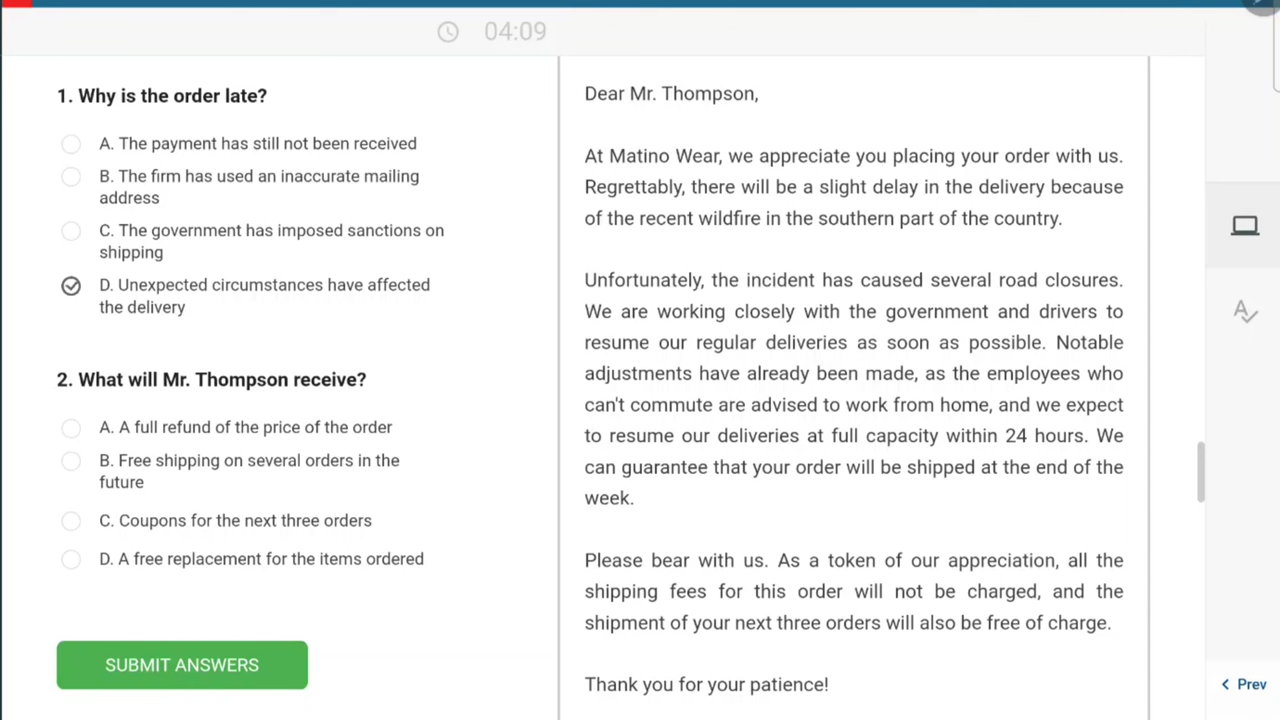 04:09
1. Why is the order late?
A. The payment has still not been received
B. The firm has used an inaccurate mailing
address
C. The government has imposed sanctions on
shipping
D. Unexpected circumstances have affected
the delivery
2. What will Mr. Thompson receive?
A. A full refund of the price of the order
B. Free shipping on several orders in the
future
C. Coupons for the next three orders
D. A free replacement for the items ordered
SUBMIT ANSWERS
Dear Mr. Thompson,
At Matino Wear, we appreciate you placing your order with us.
Regrettably, there will be a slight delay in the delivery because
of the recent wildfire in the southern part of the country.
Unfortunately, the incident has caused several road closures.
We are working closely with the government and drivers to
resume our regular deliveries as soon as possible. Notable
adjustments have already been made, as the employees who
can't commute are advised to work from home, and we expect
to resume our deliveries at full capacity within 24 hours. We
can guarantee that your order will be shipped at the end of the
week.
Please bear with us. As a token of our appreciation, all the
shipping fees for this order will not be charged, and the
shipment of your next three orders will also be free of charge.
Thank you for your patience!
A
Prev